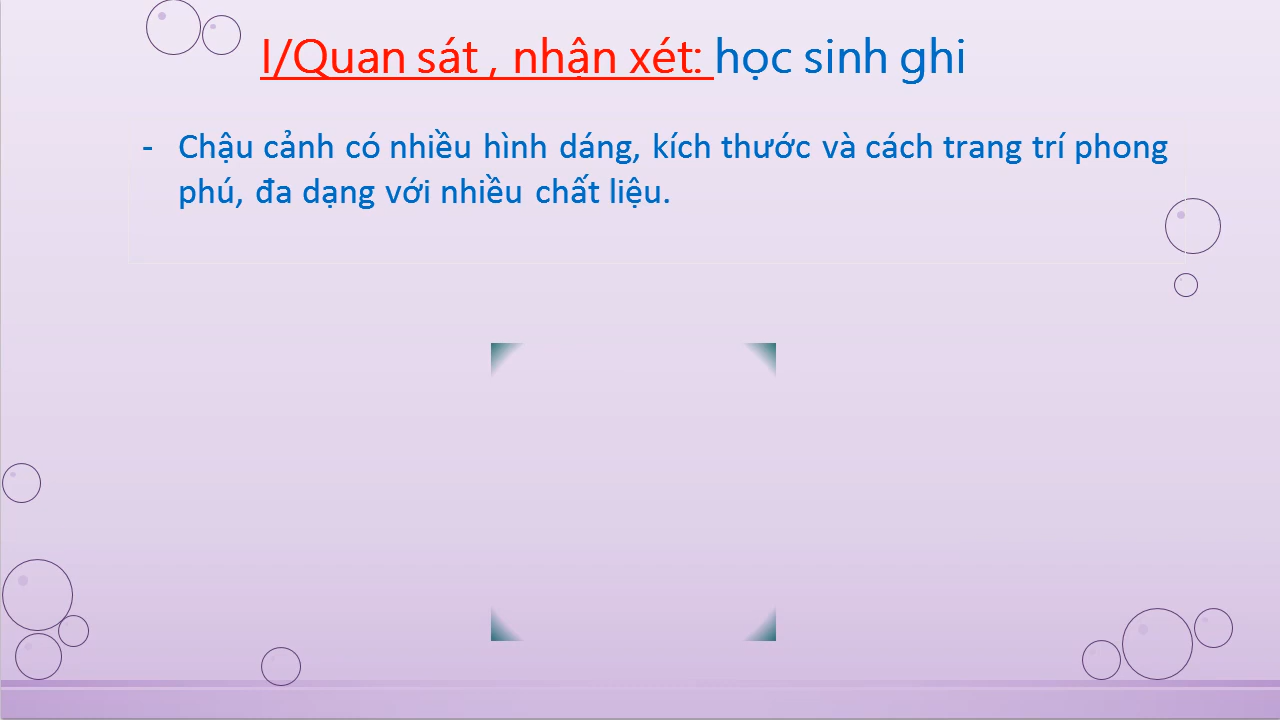 I/Quan sát , nhận xét: học sinh ghi
- Chậu cảnh có nhiều hình dáng, kích thước và cách trang trí phong
phú, đa dạng với nhiều chất liệu.